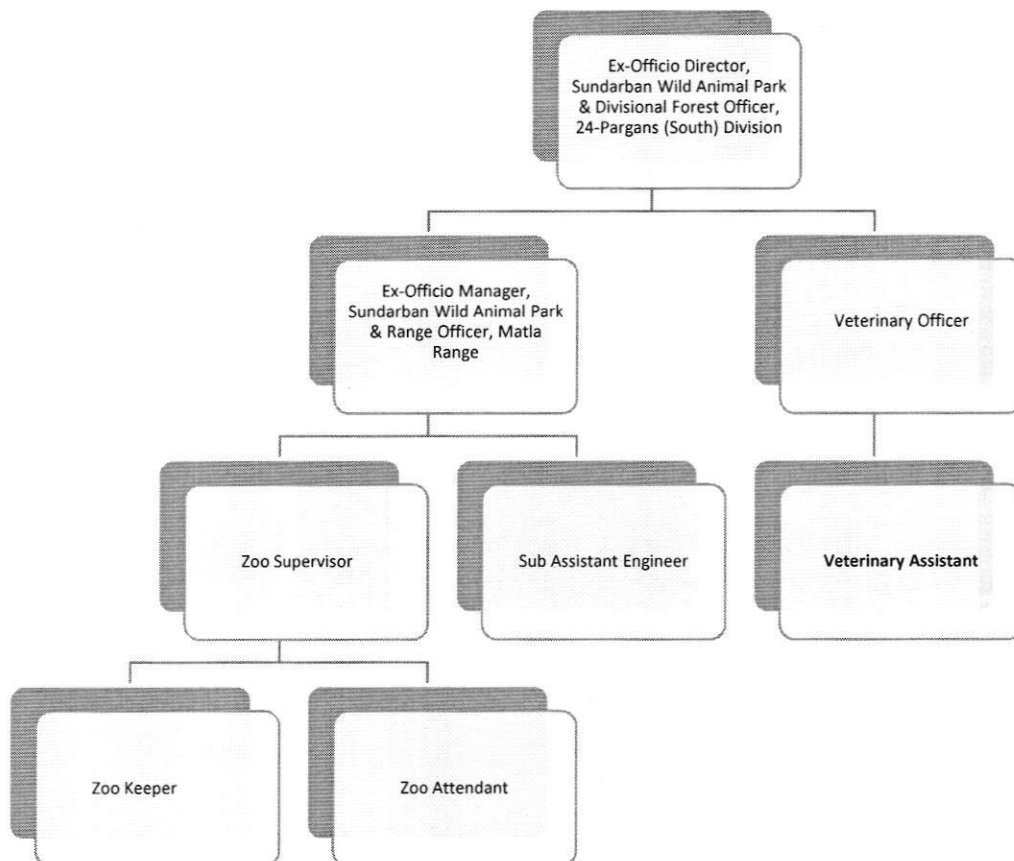 Ex-Officio Director,
Sundarban Wild Animal Park
& Divisional Forest Officer,
24-Pargans (South) Division
Ex-Officio Manager,
Sundarban Wild Animal Park
& Range Officer, Matla
Range
Veterinary Officer
Zoo Supervisor
Sub Assistant Engineer
Veterinary Assistant
Zoo Keeper
Zoo Attendant